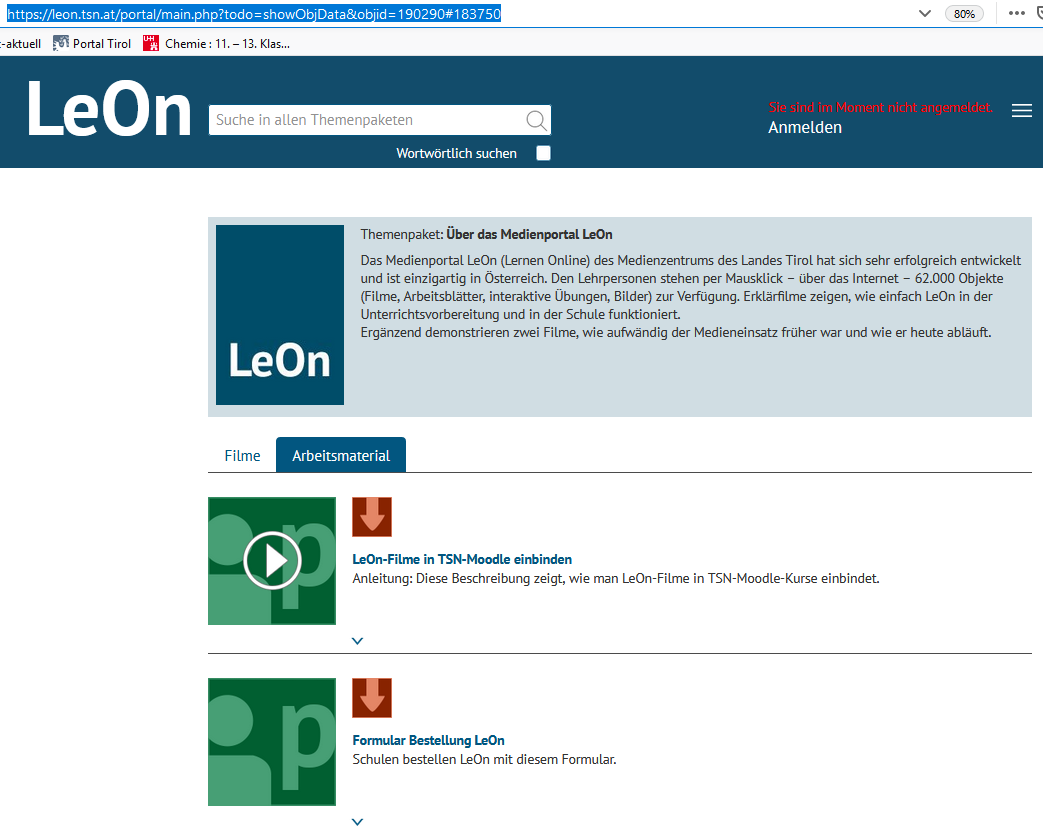 https://leon.tsn.at/portal/main.php?todo=showObjData&objid=190290#183750
80%
-aktuell
Portal Tirol
Chemie : 11. – 13. Klas...
LeOn
Suche in allen Themenpaketen
Wortwörtlich suchen
Sie sind im Moment nicht angemeldet.
Anmelden
LeOn
Themenpaket: Über das Medienportal LeOn
Das Medienportal LeOn (Lernen Online) des Medienzentrums des Landes Tirol hat sich sehr erfolgreich entwickelt
und ist einzigartig in Österreich. Den Lehrpersonen stehen per Mausklick – über das Internet – 62.000 Objekte
(Filme, Arbeitsblätter, interaktive Übungen, Bilder) zur Verfügung. Erklärfilme zeigen, wie einfach LeOn in der
Unterrichtsvorbereitung und in der Schule funktioniert.
Ergänzend demonstrieren zwei Filme, wie aufwändig der Medieneinsatz früher war und wie er heute abläuft.
Filme
Arbeitsmaterial
p
LeOn-Filme in TSN-Moodle einbinden
Anleitung: Diese Beschreibung zeigt, wie man LeOn-Filme in TSN-Moodle-Kurse einbindet.
p
Formular Bestellung LeOn
Schulen bestellen LeOn mit diesem Formular.